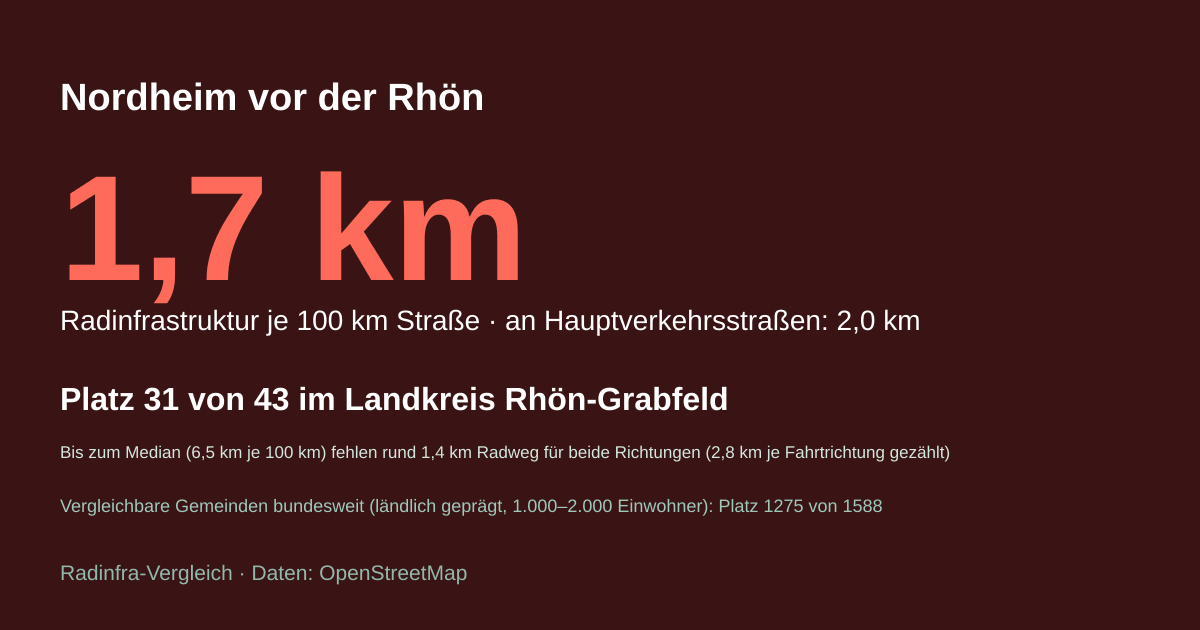 Nordheim vor der Rhön
1,7 km
Radinfrastruktur je 100 km Straße · an Hauptverkehrsstraßen: 2,0 km
Platz 31 von 43 im Landkreis Rhön-Grabfeld
Bis zum Median (6,5 km je 100 km) fehlen rund 1,4 km Radweg für beide Richtungen (2,8 km je Fahrtrichtung gezählt)
Vergleichbare Gemeinden bundesweit (ländlich geprägt, 1.000–2.000 Einwohner): Platz 1275 von 1588
Radinfra-Vergleich · Daten: OpenStreetMap